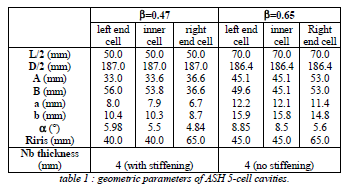 β=0.47 β=0.65
left end cell inner cell right end cell left end cell inner cell Right end cell
L/2 (mm) 50.0 50.0 50.0 70.0 70.0 70.0
D/2 (mm) 187.0 187.0 187.0 186.4 186.4 186.4
A (mm) 33.0 33.6 36.6 45.1 45.1 53.0
B (mm) 56.0 53.8 36.6 49.6 45.1 53.0
a (mm) 8.0 7.9 6.7 12.2 12.1 11.4
b (mm) 10.4 10.3 8.7 15.9 15.8 14.8
α (°) 5.98 5.5 4.84 8.85 8.5 5.6
Riris (mm) 40.0 40.0 65.0 45.0 45.0 65.0
Nb thickness (mm) 4 (with stiffening) 4 (no stiffening)
table 1 : geometric parameters of ASH 5-cell cavities.